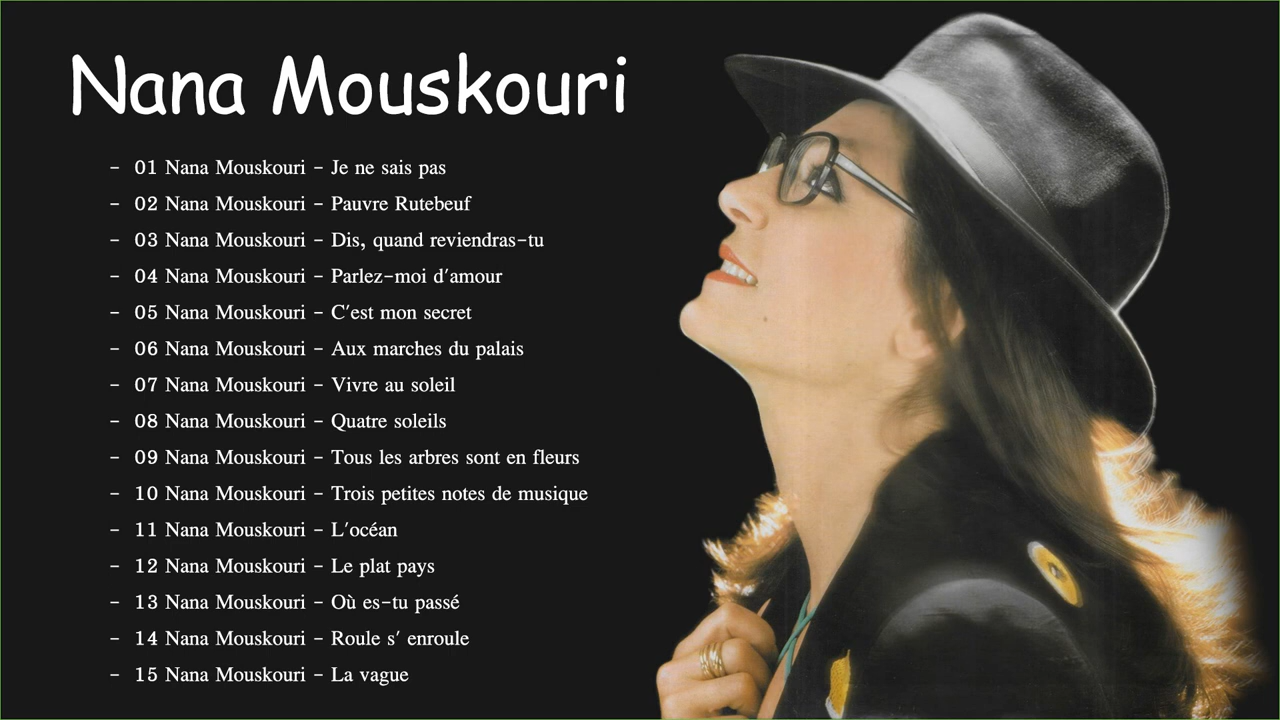 Nana Mouskouri
- 01 Nana Mouskouri - Je ne sais pas
- 02 Nana Mouskouri - Pauvre Rutebeuf
- 03 Nana Mouskouri - Dis, quand reviendras-tu
- 04 Nana Mouskouri - Parlez-moi d'amour
- 05 Nana Mouskouri - C'est mon secret
- 06 Nana Mouskouri - Aux marches du palais
- 07 Nana Mouskouri - Vivre au soleil
- 08 Nana Mouskouri - Quatre soleils
- 09 Nana Mouskouri - Tous les arbres sont en fleurs
- 10 Nana Mouskouri - Trois petites notes de musique
- 11 Nana Mouskouri - L'océan
- 12 Nana Mouskouri - Le plat pays
- 13 Nana Mouskouri - Où es-tu passé
- 14 Nana Mouskouri - Roule s' enroule
- 15 Nana Mouskouri - La vague